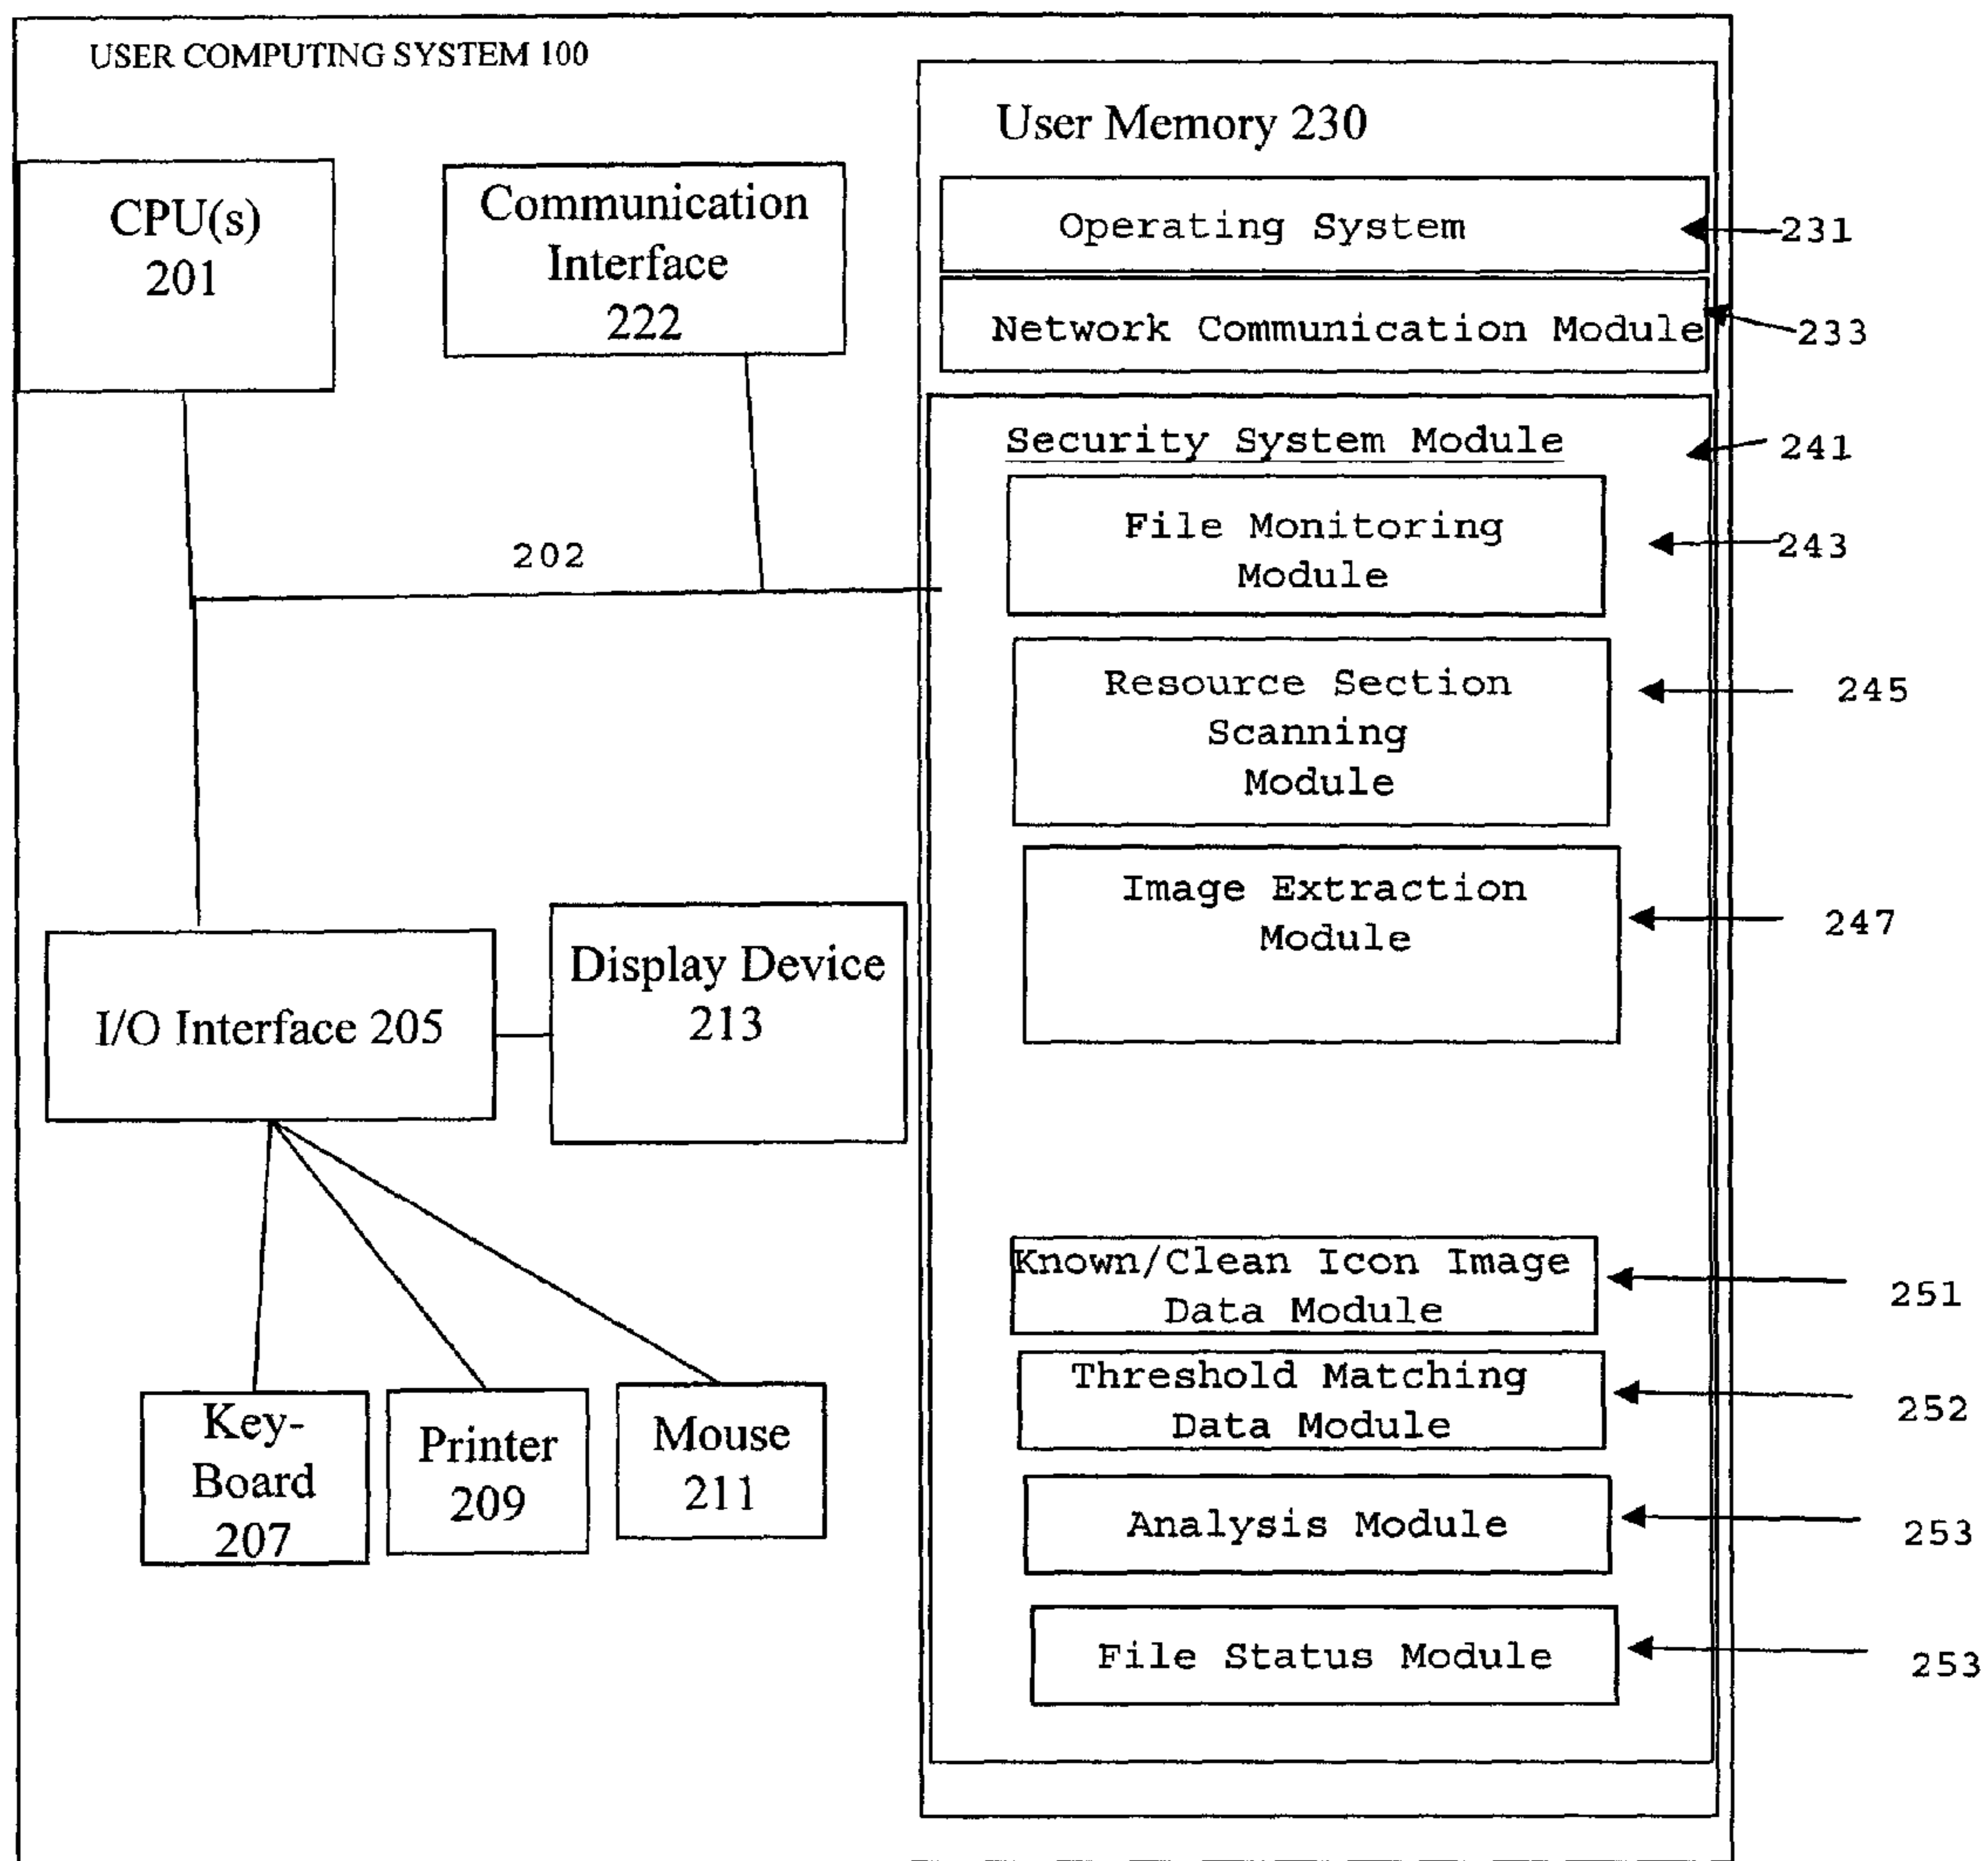 USER COMPUTING SYSTEM 100
CPU(s)
201
Communication
Interface
222
202
I/O Interface 205
Display Device
213
Key-
Board
207
Printer
209
Mouse
211
User Memory 230
Operating System
231
Network Communication Module
233
Security System Module
241
File Monitoring
Module
243
Resource Section
Scanning
Module
245
Image Extraction
Module
247
Known/Clean Icon Image
Data Module
251
Threshold Matching
Data Module
252
Analysis Module
253
File Status Module
253